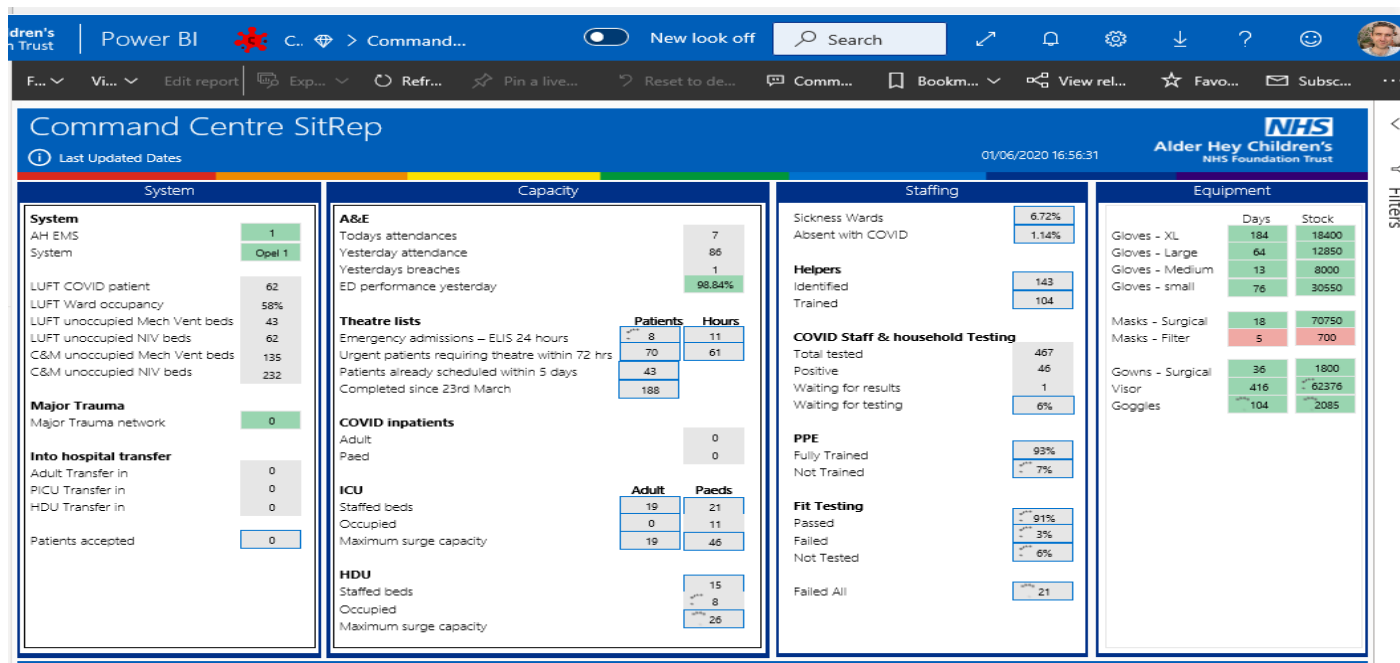 dren's
n Trust
Power BI
C..
Command...
New look off
Search
F...
Vi...
Edit report
Exp...
Refr...
Pin a live...
Reset to de...
Comm...
Bookm...
View rel...
Favo...
Subsc...
Command Centre SitRep
Last Updated Dates
01/06/2020 16:56:31
NHS
Alder Hey Children's
NHS Foundation Trust
Filters
System
System
AH EMS 1
System Opel 1
LUFT COVID patient 62
LUFT Ward occupancy 58%
LUFT unoccupied Mech Vent beds 43
LUFT unoccupied NIV beds 62
C&M unoccupied Mech Vent beds 135
C&M unoccupied NIV beds 232
Major Trauma
Major Trauma network 0
Into hospital transfer
Adult Transfer in 0
PICU Transfer in 0
HDU Transfer in 0
Patients accepted 0
Capacity
A&E
Todays attendances 7
Yesterday attendance 86
Yesterdays breaches 1
ED performance yesterday 98.84%
Theatre lists Patients Hours
Emergency admissions – ELIS 24 hours 8 11
Urgent patients requiring theatre within 72 hrs 70 61
Patients already scheduled within 5 days 43
Completed since 23rd March 188
COVID inpatients
Adult 0
Paed 0
ICU Adult Paeds
Staffed beds 19 21
Occupied 0 11
Maximum surge capacity 19 46
HDU
Staffed beds 15
Occupied 8
Maximum surge capacity 26
Staffing
Sickness Wards 6.72%
Absent with COVID 1.14%
Helpers
Identified 143
Trained 104
COVID Staff & household Testing
Total tested 467
Positive 46
Waiting for results 1
Waiting for testing 6%
PPE
Fully Trained 93%
Not Trained 7%
Fit Testing
Passed 91%
Failed 3%
Not Tested 6%
Failed All 21
Equipment
Days Stock
Gloves - XL 184 18400
Gloves - Large 64 12850
Gloves - Medium 13 8000
Gloves - small 76 30550
Masks - Surgical 18 70750
Masks - Filter 5 700
Gowns - Surgical 36 1800
Visor 416 62376
Goggles 104 2085